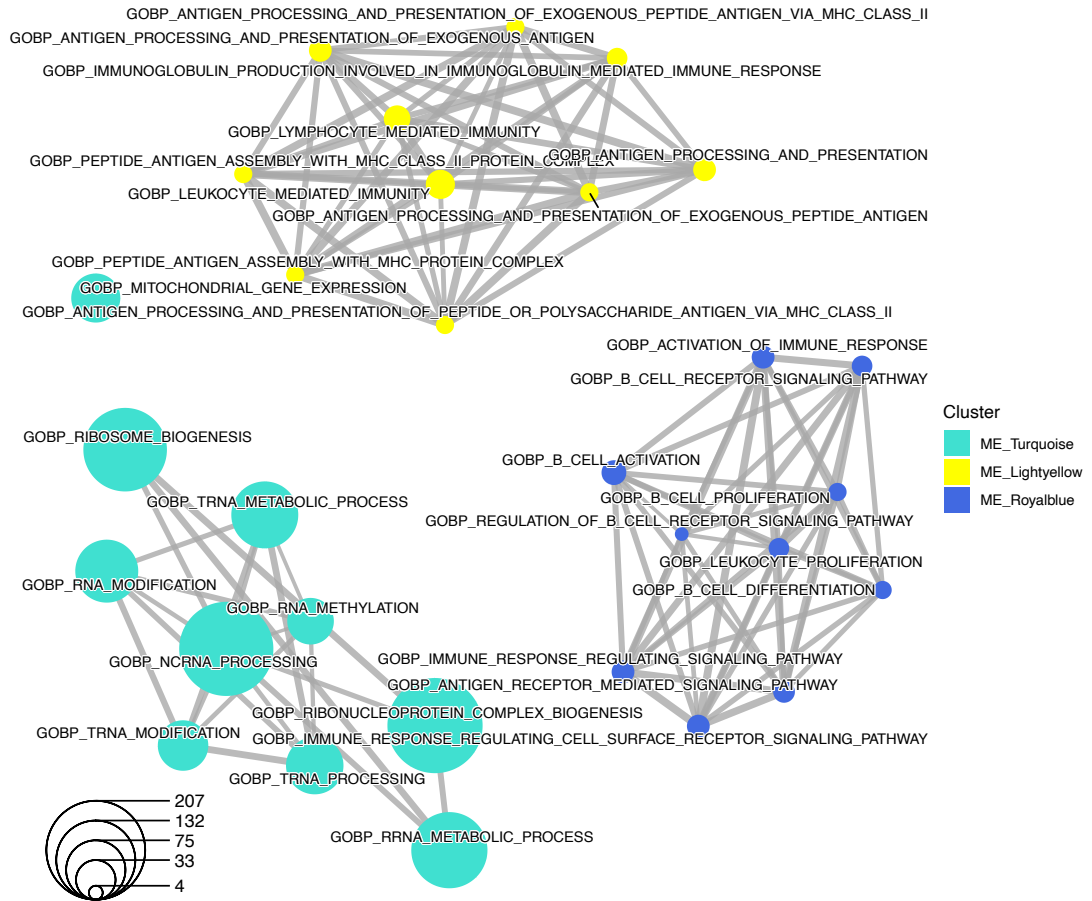 GOBP_ANTIGEN_PROCESSING_AND_PRESENTATION_OF_EXOGENOUS_PEPTIDE_ANTIGEN_VIA_MHC_CLASS_II
GOBP_ANTIGEN_PROCESSING_AND_PRESENTATION_OF_EXOGENOUS_ANTIGEN
GOBP_IMMUNOGLOBULIN_PRODUCTION_INVOLVED_IN_IMMUNOGLOBULIN_MEDIATED_IMMUNE_RESPONSE
GOBP_LYMPHOCYTE_MEDIATED_IMMUNITY
GOBP_ANTIGEN_PROCESSING_AND_PRESENTATION
GOBP_PEPTIDE_ANTIGEN_ASSEMBLY_WITH_MHC_CLASS_II_PROTEIN_COMPLEX
GOBP_LEUKOCYTE_MEDIATED_IMMUNITY
GOBP_ANTIGEN_PROCESSING_AND_PRESENTATION_OF_EXOGENOUS_PEPTIDE_ANTIGEN
GOBP_PEPTIDE_ANTIGEN_ASSEMBLY_WITH_MHC_PROTEIN_COMPLEX
GOBP_MITOCHONDRIAL_GENE_EXPRESSION
GOBP_ANTIGEN_PROCESSING_AND_PRESENTATION_OF_PEPTIDE_OR_POLYSACCHARIDE_ANTIGEN_VIA_MHC_CLASS_II
GOBP_ACTIVATION_OF_IMMUNE_RESPONSE
GOBP_B_CELL_RECEPTOR_SIGNALING_PATHWAY
Cluster
ME_Turquoise
ME_Lightyellow
ME_Royalblue
GOBP_RIBOSOME_BIOGENESIS
GOBP_B_CELL_ACTIVATION
GOBP_B_CELL_PROLIFERATION
GOBP_TRNA_METABOLIC_PROCESS
GOBP_REGULATION_OF_B_CELL_RECEPTOR_SIGNALING_PATHWAY
GOBP_LEUKOCYTE_PROLIFERATION
GOBP_RNA_MODIFICATION
GOBP_B_CELL_DIFFERENTIATION
GOBP_RNA_METHYLATION
GOBP_NCRNA_PROCESSING
GOBP_IMMUNE_RESPONSE_REGULATING_SIGNALING_PATHWAY
GOBP_ANTIGEN_RECEPTOR_MEDIATED_SIGNALING_PATHWAY
GOBP_RIBONUCLEOPROTEIN_COMPLEX_BIOGENESIS
GOBP_TRNA_MODIFICATION
GOBP_IMMUNE_RESPONSE_REGULATING_CELL_SURFACE_RECEPTOR_SIGNALING_PATHWAY
GOBP_TRNA_PROCESSING
GOBP_RRNA_METABOLIC_PROCESS
207
132
75
33
4